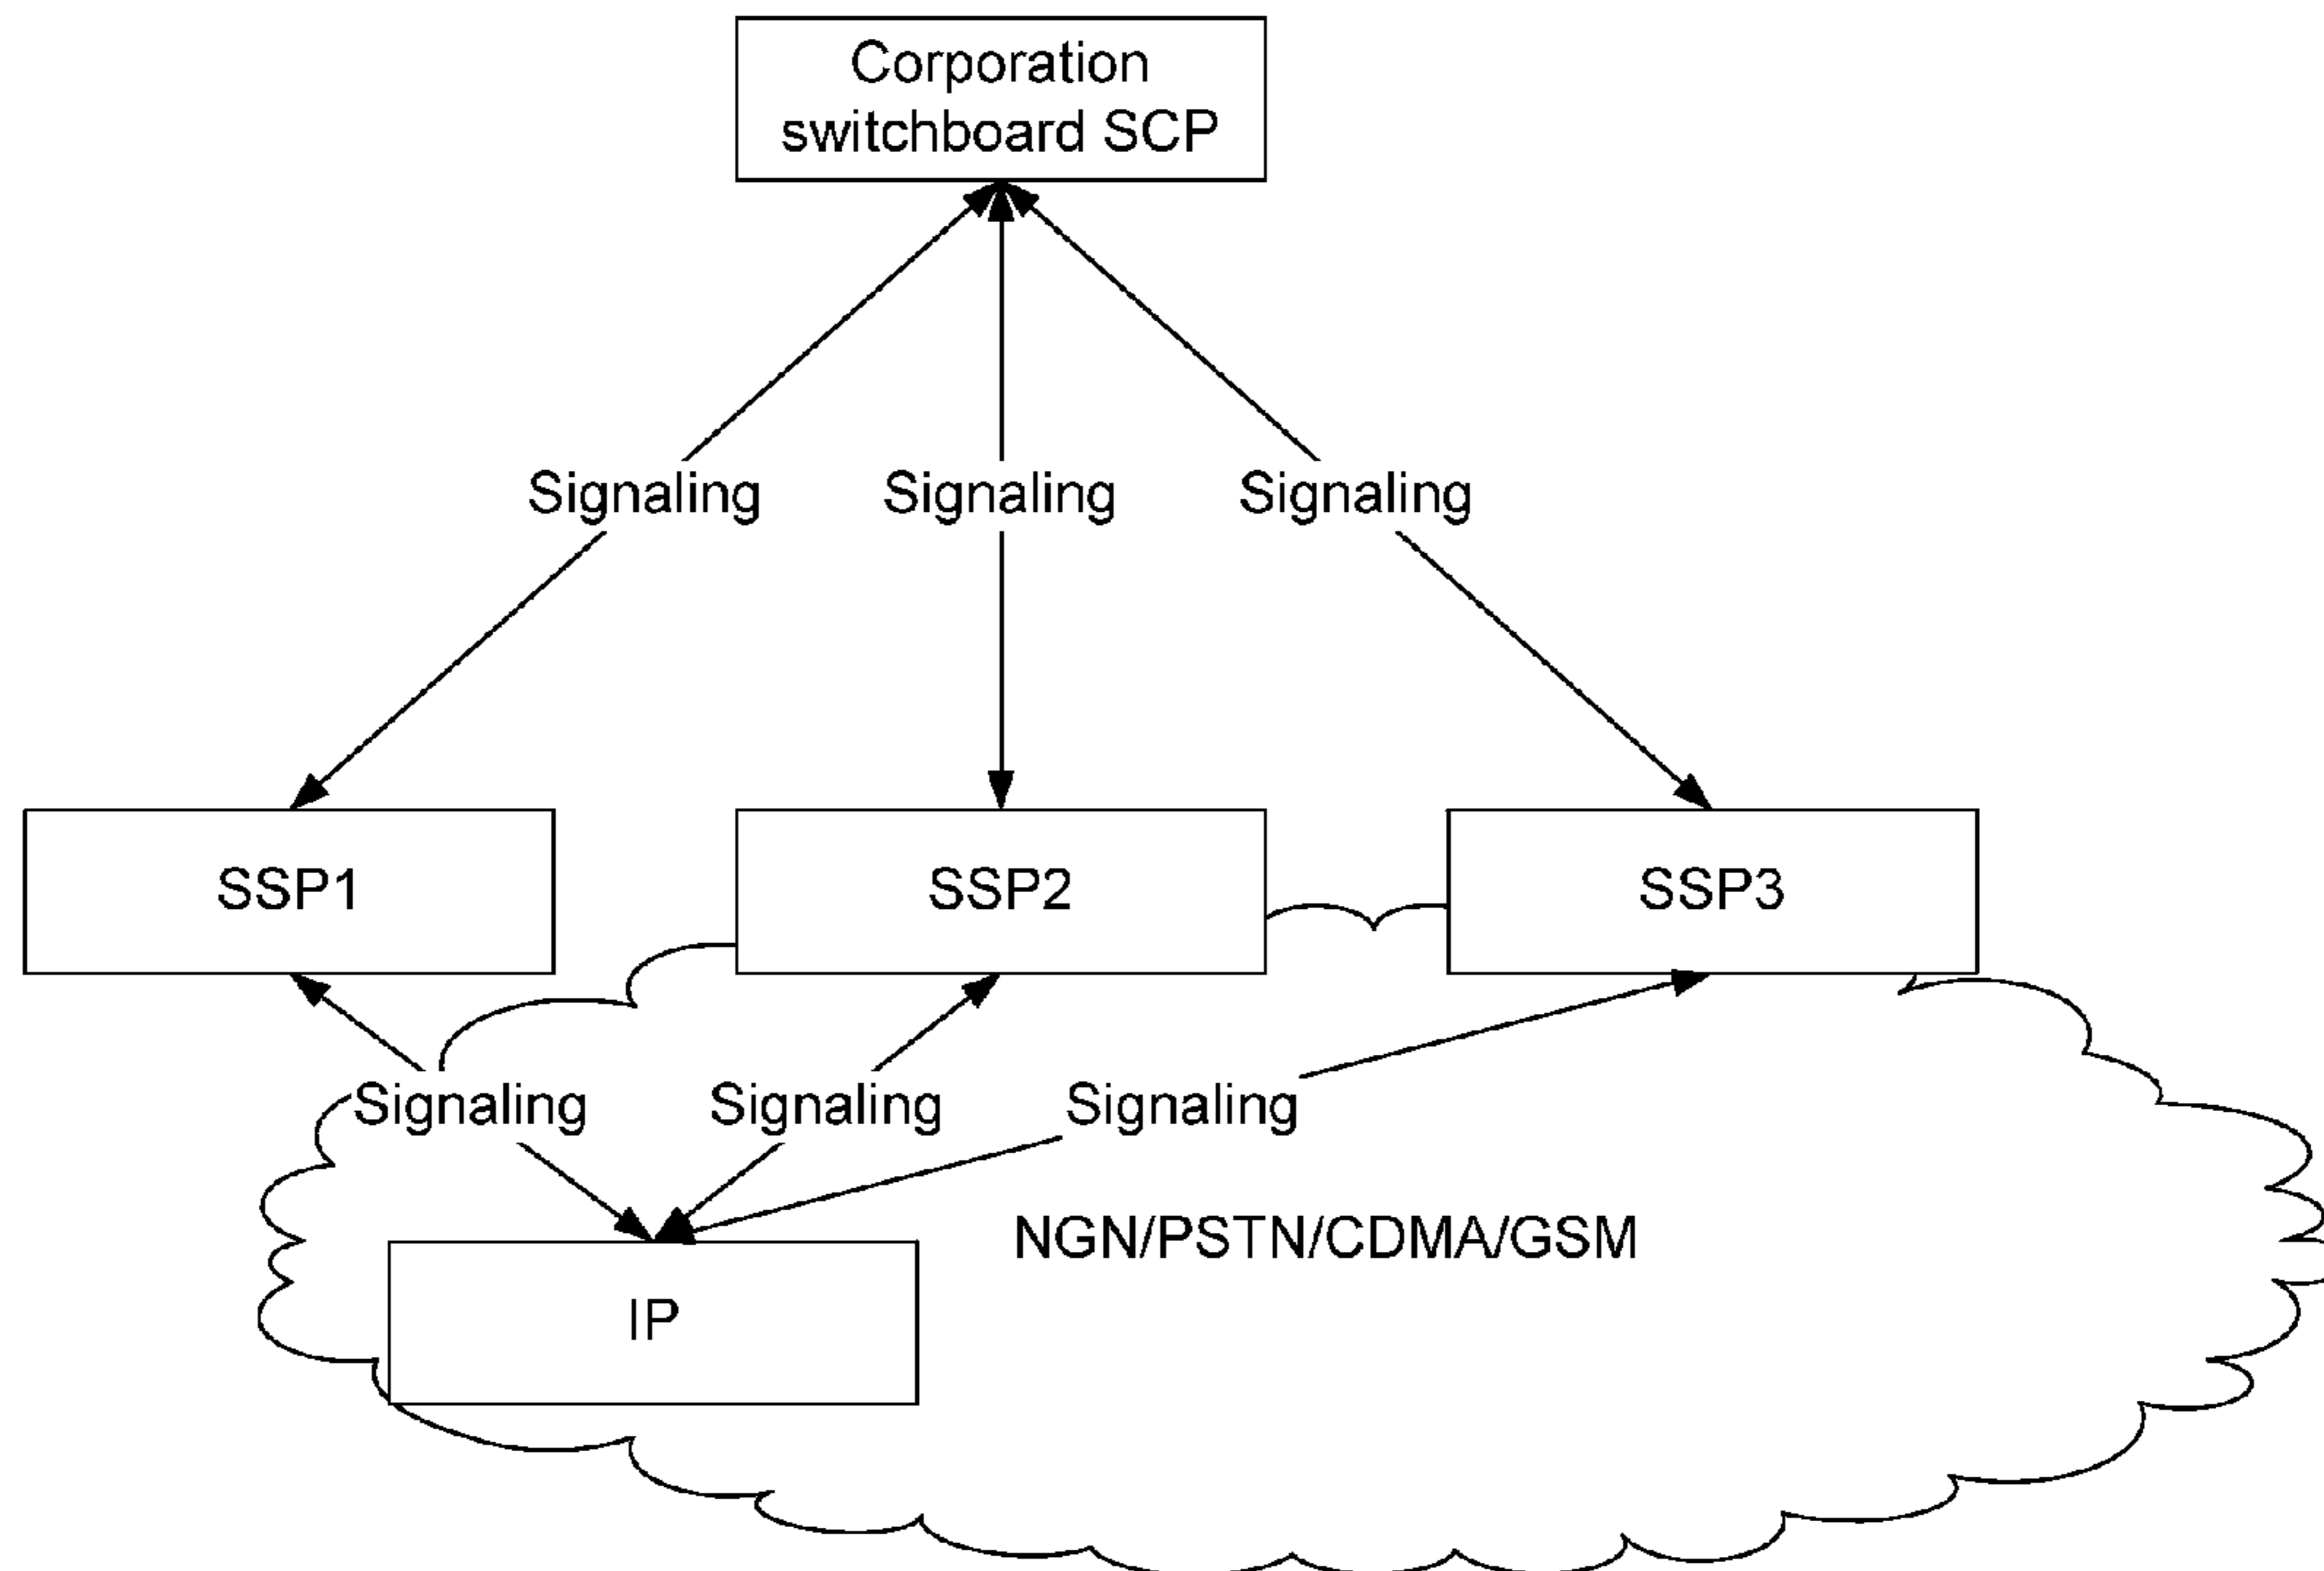 Corporation
switchboard SCP
Signaling
Signaling
Signaling
SSP1
SSP2
SSP3
Signaling
Signaling
Signaling
NGN/PSTN/CDMA/GSM
IP